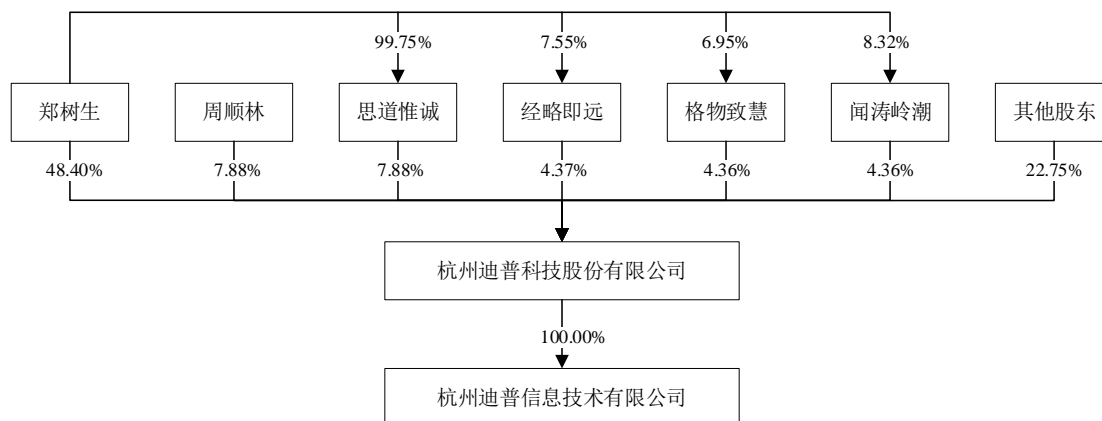 99.75%
7.55%
6.95%
8.32%
郑树生
周顺林
思道惟诚
经略即远
格物致慧
闻涛岭潮
其他股东
48.40%
7.88%
7.88%
4.37%
4.36%
4.36%
22.75%
杭州迪普科技股份有限公司
100.00%
杭州迪普信息技术有限公司